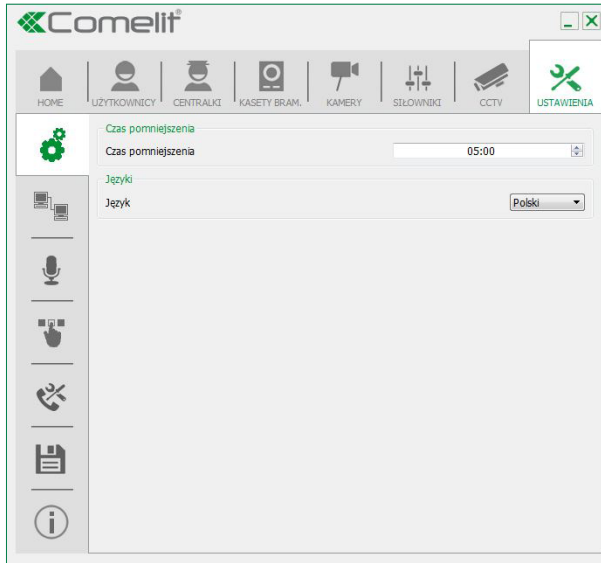 Comelit®
HOME
UŻYTKOWNICY
CENTRALKI
KASETY BRAM.
KAMERY
SIŁOWNIKI
CCTV
USTAWIENIA
Czas pomniejszenia
Czas pomniejszenia 05:00
Języki
Język Polski